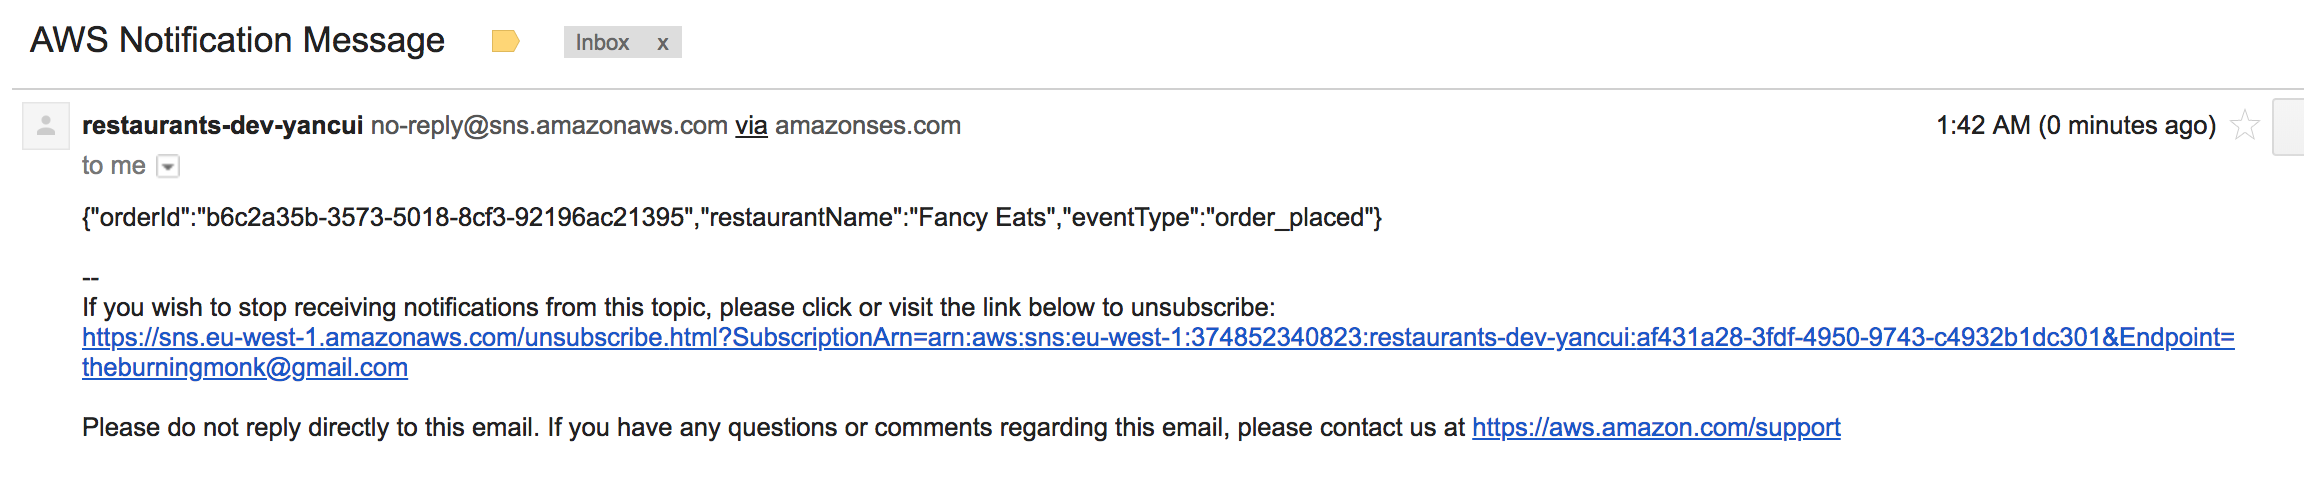 AWS Notification Message Inbox x
restaurants-dev-yancui no-reply@sns.amazonaws.com via amazonses.com 1:42 AM (0 minutes ago)
to me
{"orderId":"b6c2a35b-3573-5018-8cf3-92196ac21395","restaurantName":"Fancy Eats","eventType":"order_placed"}
--
If you wish to stop receiving notifications from this topic, please click or visit the link below to unsubscribe:
https://sns.eu-west-1.amazonaws.com/unsubscribe.html?SubscriptionArn=arn:aws:sns:eu-west-1:374852340823:restaurants-dev-yancui:af431a28-3fdf-4950-9743-c4932b1dc301&Endpoint=
theburningmonk@gmail.com
Please do not reply directly to this email. If you have any questions or comments regarding this email, please contact us at https://aws.amazon.com/support